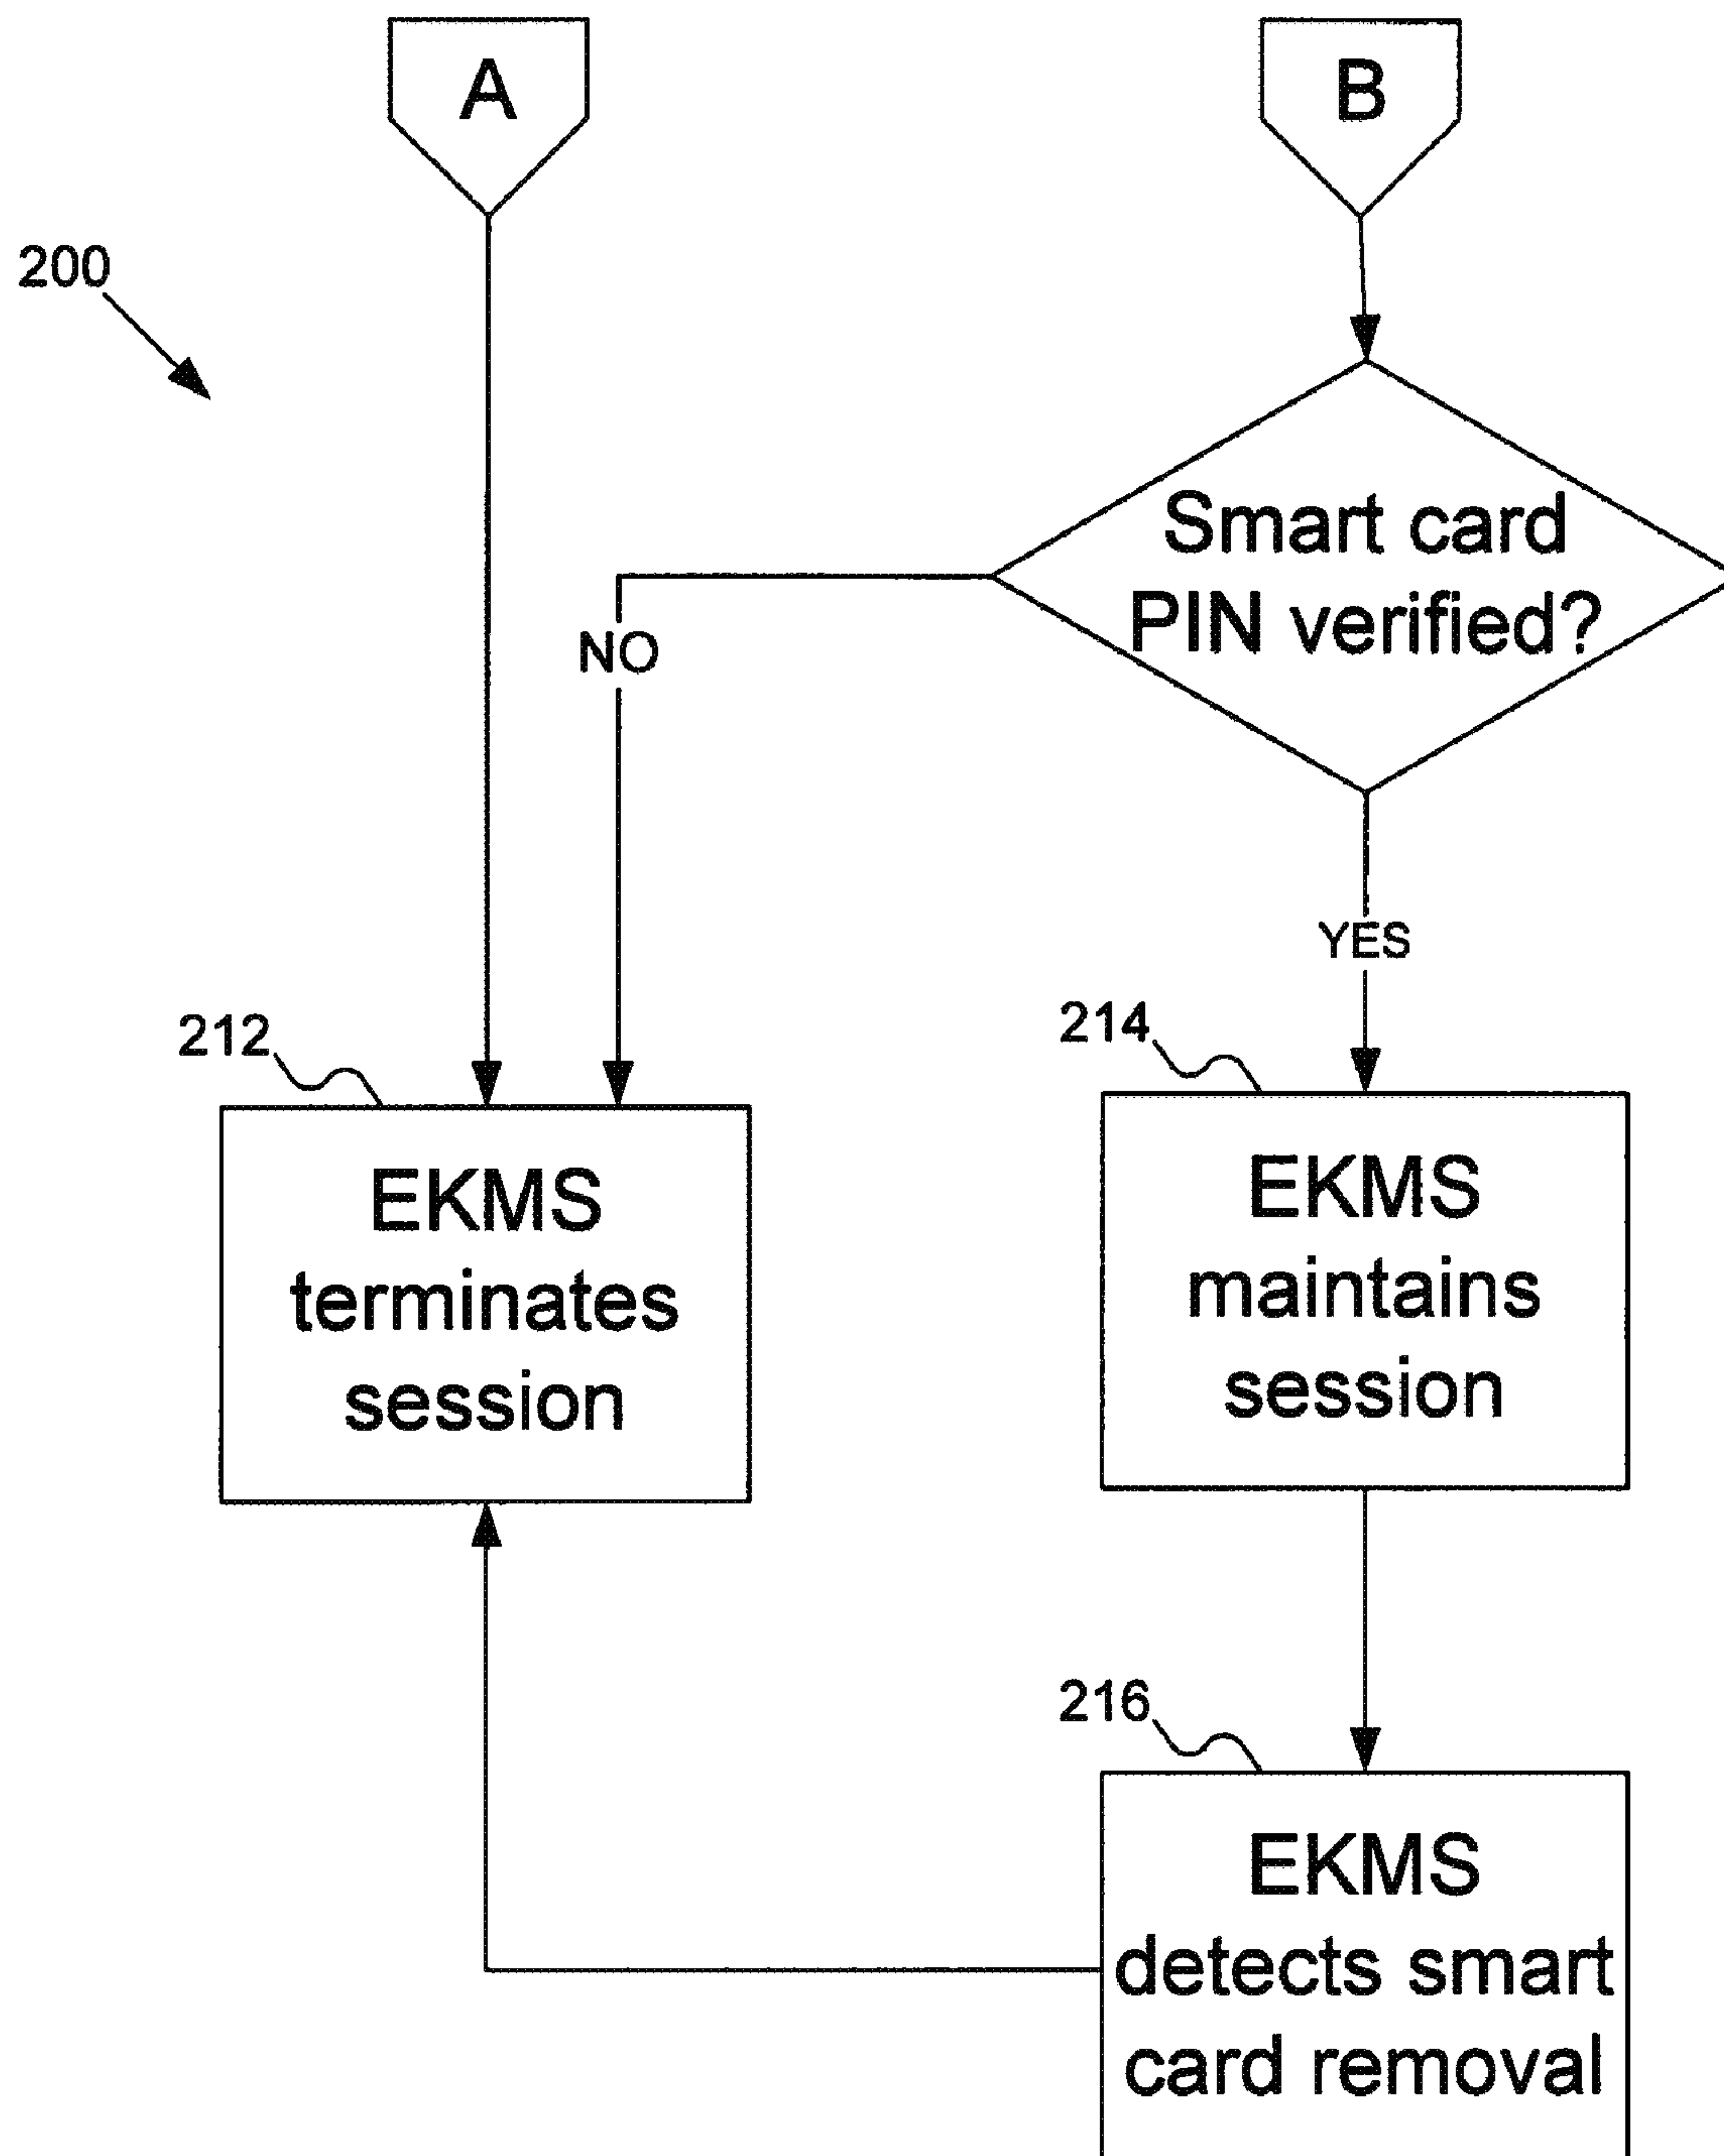 A
B
200
Smart card
PIN verified?
NO
YES
212
214
EKMS
terminates
session
EKMS
maintains
session
216
EKMS
detects smart
card removal